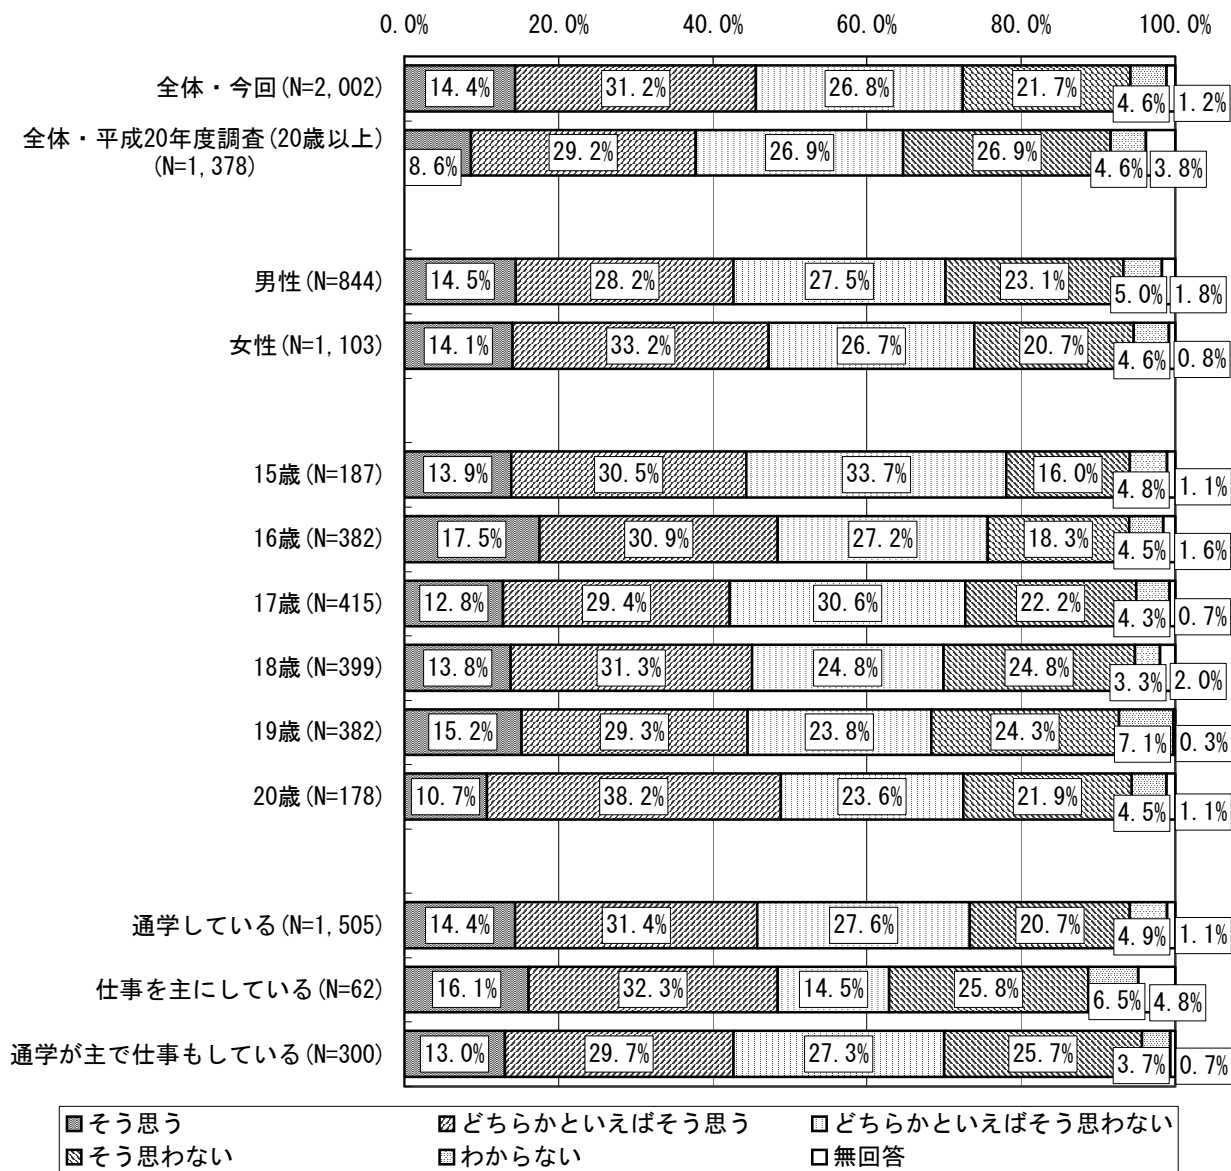 0.0% 20.0% 40.0% 60.0% 80.0% 100.0%
全体・今回(N=2,002) 14.4% 31.2% 26.8% 21.7% 4.6% 1.2%
全体・平成20年度調査(20歳以上)
(N=1,378) 8.6% 29.2% 26.9% 26.9% 4.6% 3.8%
男性(N=844) 14.5% 28.2% 27.5% 23.1% 5.0% 1.8%
女性(N=1,103) 14.1% 33.2% 26.7% 20.7% 4.6% 0.8%
15歳(N=187) 13.9% 30.5% 33.7% 16.0% 4.8% 1.1%
16歳(N=382) 17.5% 30.9% 27.2% 18.3% 4.5% 1.6%
17歳(N=415) 12.8% 29.4% 30.6% 22.2% 4.3% 0.7%
18歳(N=399) 13.8% 31.3% 24.8% 24.8% 3.3% 2.0%
19歳(N=382) 15.2% 29.3% 23.8% 24.3% 7.1% 0.3%
20歳(N=178) 10.7% 38.2% 23.6% 21.9% 4.5% 1.1%
通学している(N=1,505) 14.4% 31.4% 27.6% 20.7% 4.9% 1.1%
仕事を主にしている(N=62) 16.1% 32.3% 14.5% 25.8% 6.5% 4.8%
通学が主で仕事もしている(N=300) 13.0% 29.7% 27.3% 25.7% 3.7% 0.7%
そう思う どちらかといえばそう思う どちらかといえばそう思わない
そう思わない わからない 無回答